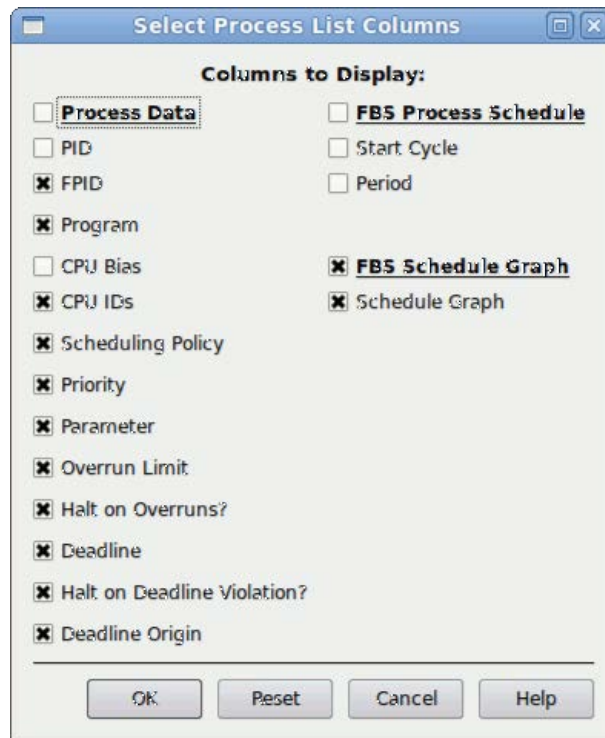 Select Process List Columns
Columns to Display:
Process Data
PID
FPID
Program
CPU Bias
CPU IDs
Scheduling Policy
Priority
Parameter
Overrun Limit
Halt on Overruns?
Deadline
Halt on Deadline Violation?
Deadline Origin
FBS Process Schedule
Start Cycle
Period
FBS Schedule Graph
Schedule Graph
OK
Reset
Cancel
Help